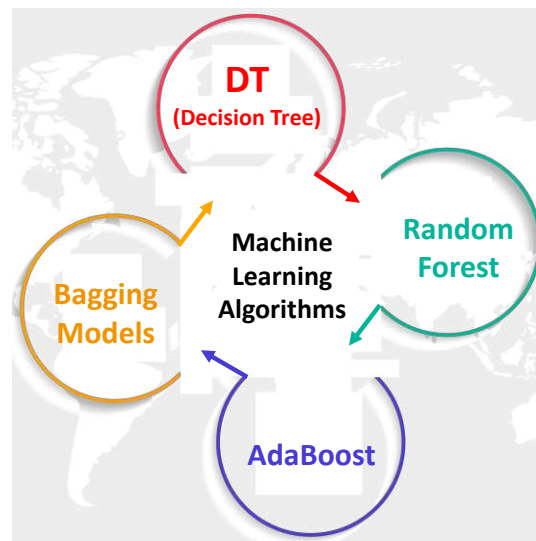 DT
(Decision Tree)
Random
Forest
Machine
Learning
Algorithms
Bagging
Models
AdaBoost